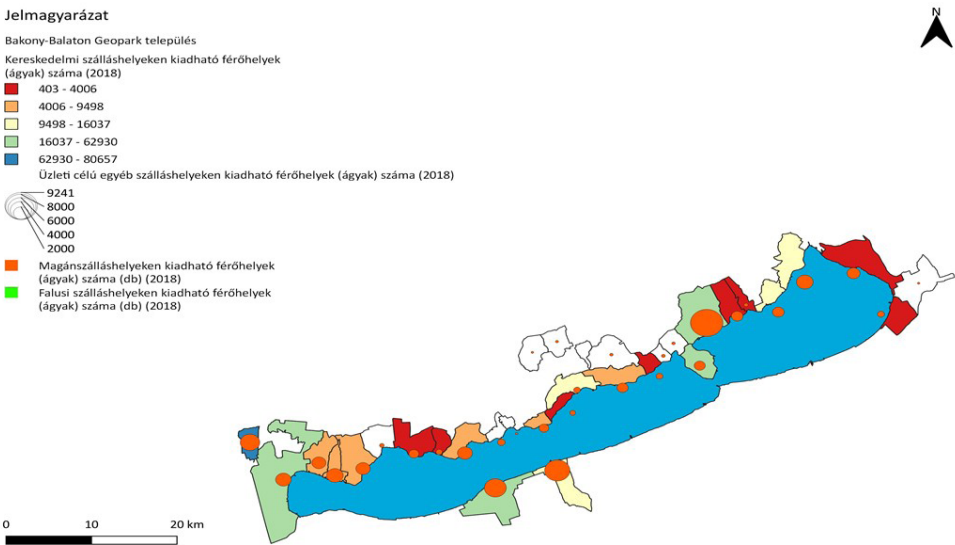 Jelmagyarázat
Bakony-Balaton Geopark település
Kereskedelmi szálláshelyeken kiadható férőhelyek
(ágyak) száma (2018)
403 - 4006
4006 - 9498
9498 - 16037
16037 - 62930
62930 - 80657
Üzleti célú egyéb szálláshelyeken kiadható férőhelyek (ágyak) száma (2018)
9241
8000
6000
4000
2000
Magánszálláshelyeken kiadható férőhelyek
(ágyak) száma (db) (2018)
Falusi szálláshelyeken kiadható férőhelyek
(ágyak) száma (db) (2018)
N
0 10 20 km